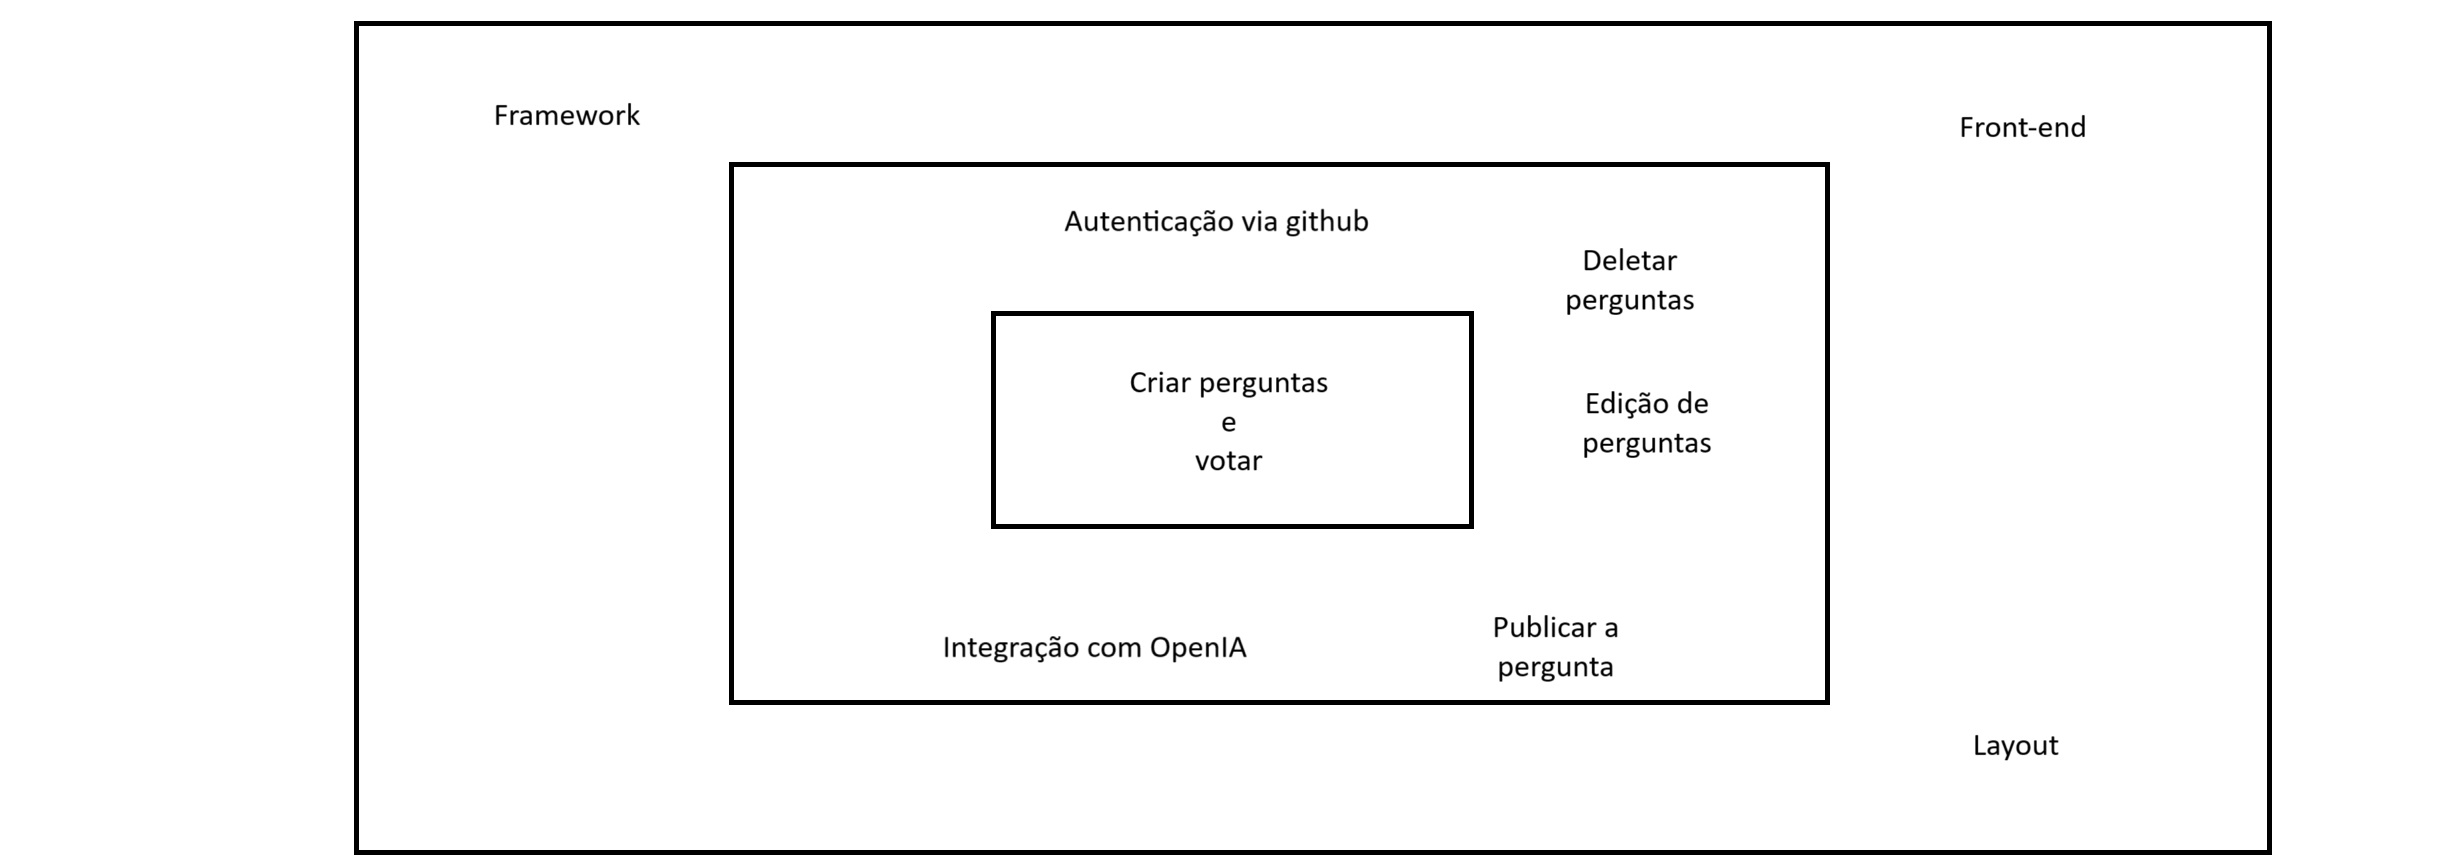 Framework
Front-end
Autenticação via github
Deletar
perguntas
Criar perguntas
e
votar
Edição de
perguntas
Integração com OpenIA
Publicar a
pergunta
Layout